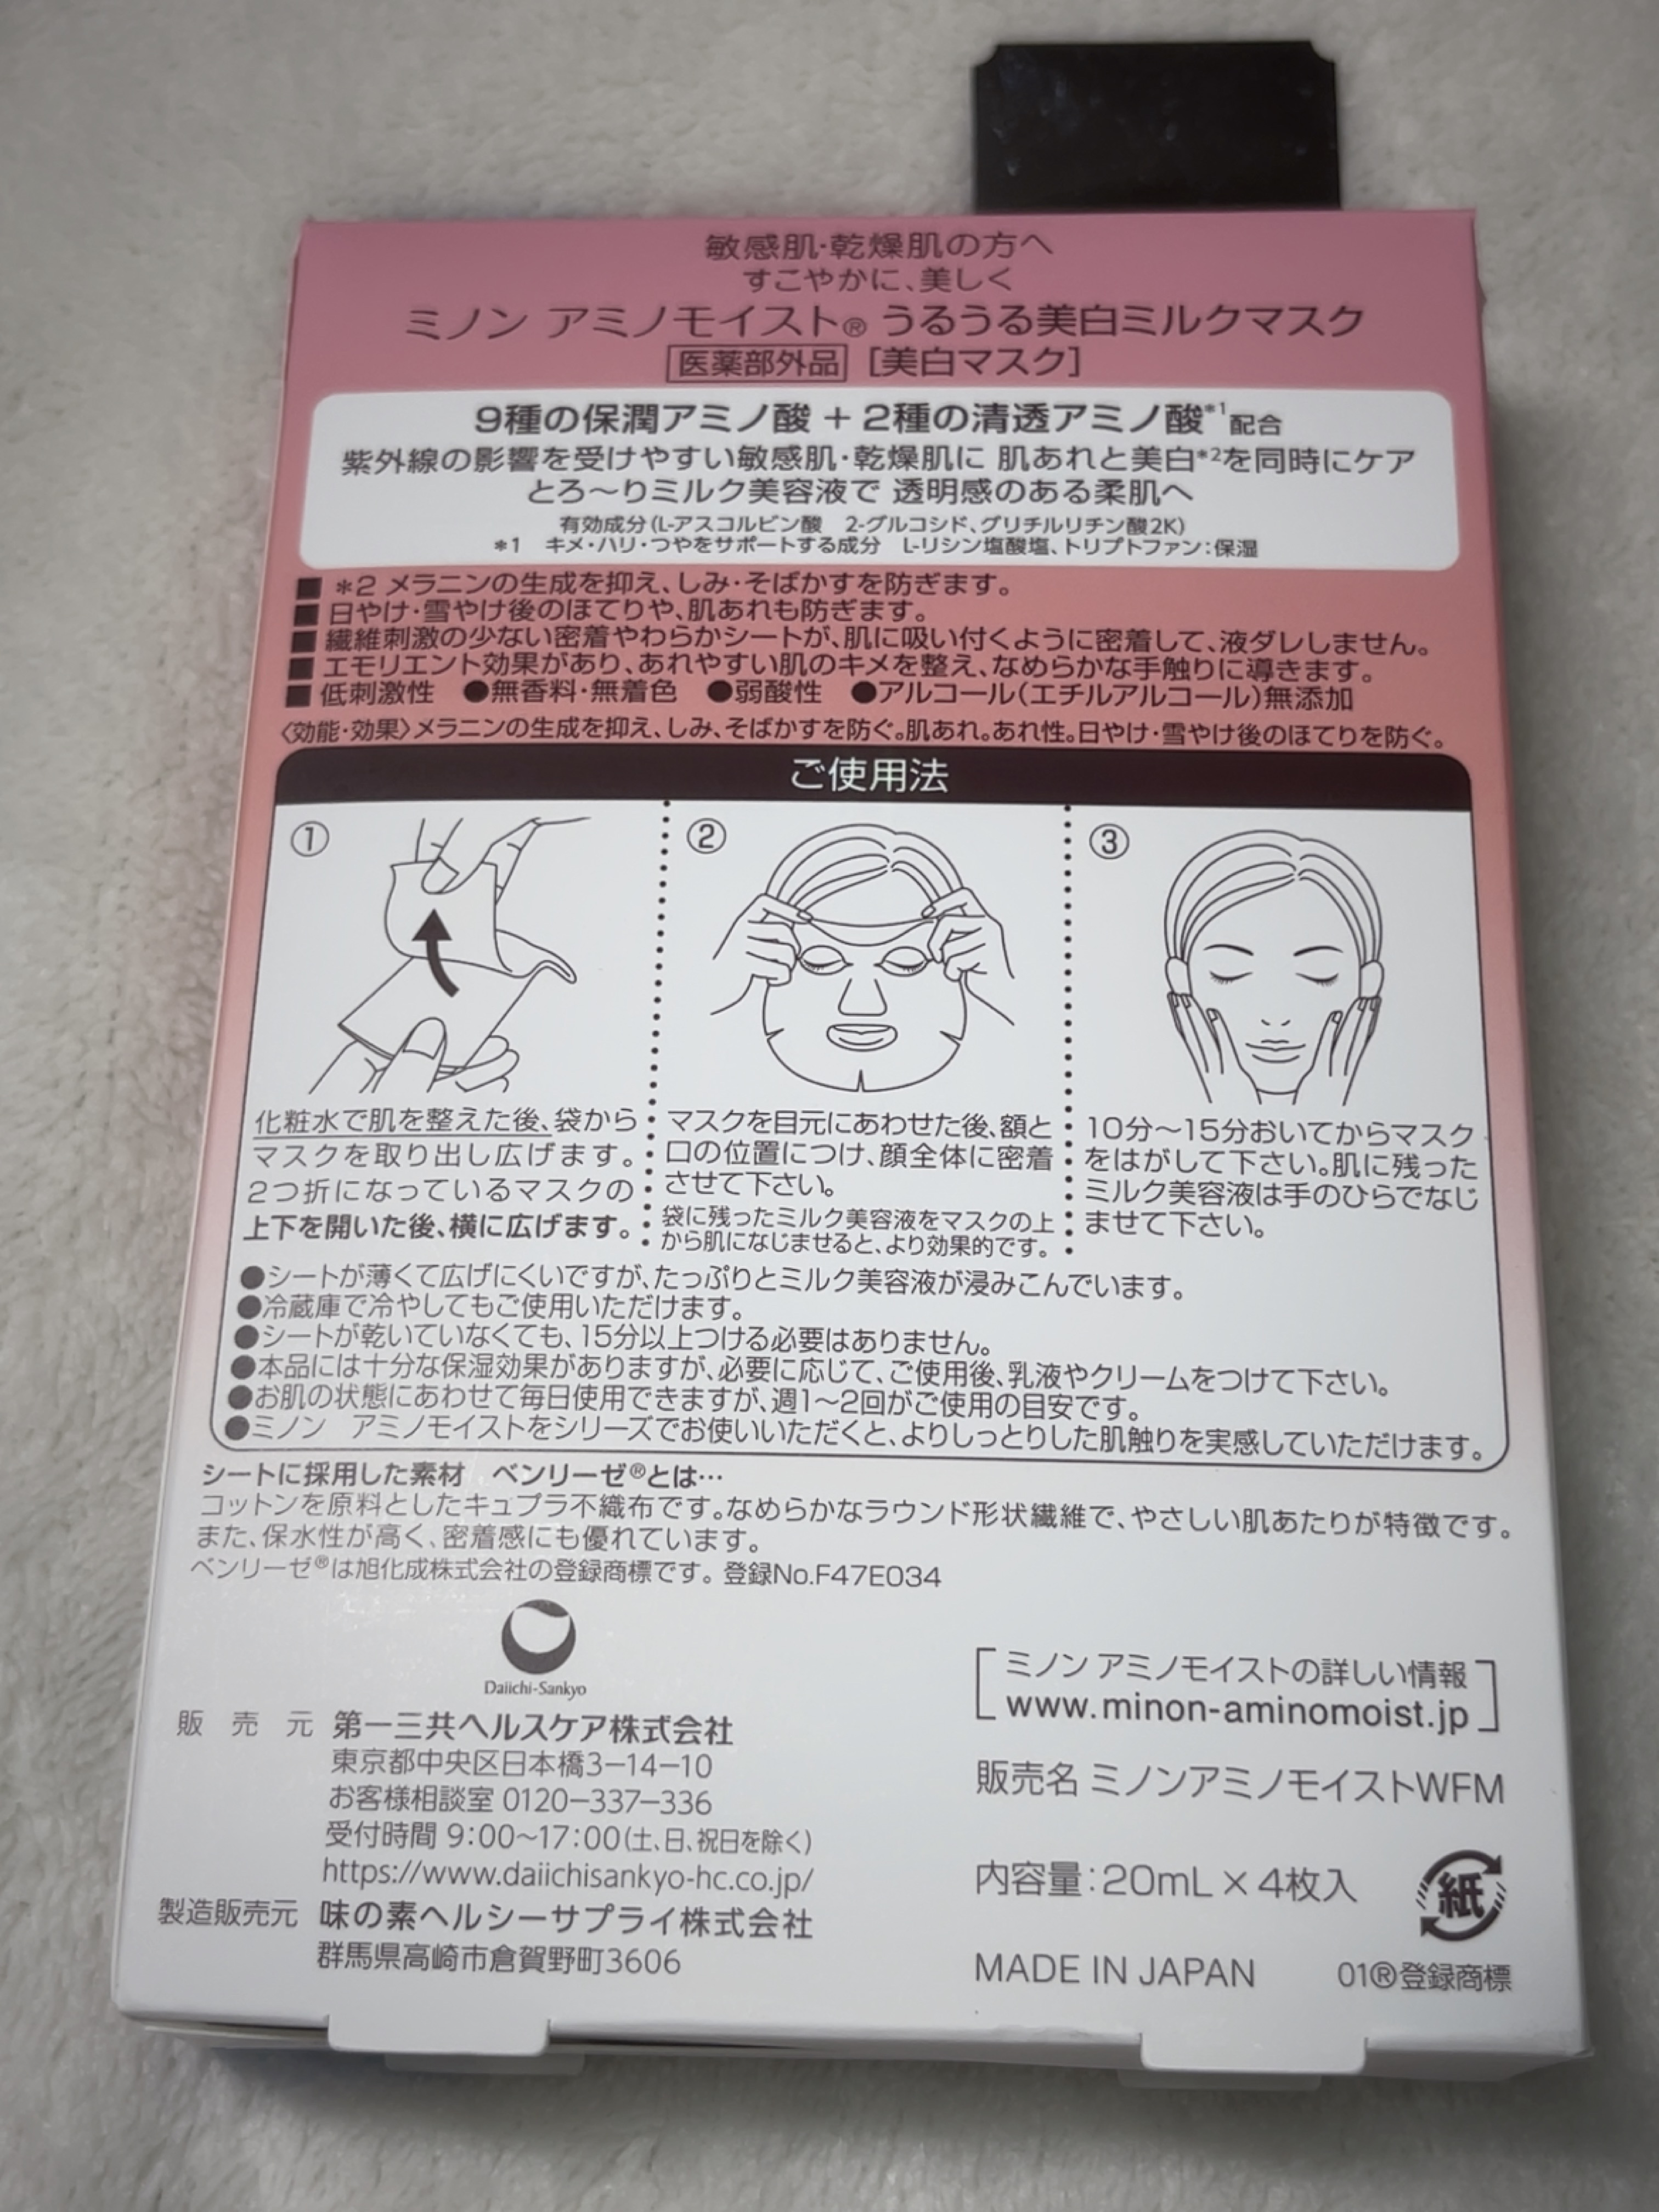 敏感肌・乾燥肌の方へ
すこやかに、美しく
ミノン アミノモイスト® うるうる美白ミルクマスク
医薬部外品 [美白マスク]
9種の保潤アミノ酸 + 2種の清透アミノ酸*1配合
紫外線の影響を受けやすい敏感肌・乾燥肌に 肌あれと美白*2を同時にケア
とろ〜りミルク美容液で 透明感のある柔肌へ
有効成分(L-アスコルビン酸 2-グルコシド、グリチルリチン酸2K)
*1 キメ・ハリ・つやをサポートする成分 L-リシン塩酸塩、トリプトファン:保湿
■ *2 メラニンの生成を抑え、しみ・そばかすを防ぎます。
■ 日やけ・雪やけ後のほてりや、肌あれも防ぎます。
■ 繊維刺激の少ない密着やわらかシートが、肌に吸い付くように密着して、液ダレしません。
■ エモリエント効果があり、あれやすい肌のキメを整え、なめらかな手触りに導きます。
■ 低刺激性 ●無香料・無着色 ●弱酸性 ●アルコール(エチルアルコール)無添加
〈効能・効果〉メラニンの生成を抑え、しみ、そばかすを防ぐ。肌あれ。あれ性。日やけ・雪やけ後のほてりを防ぐ。
ご使用法
①
化粧水で肌を整えた後、袋から
マスクを取り出し広げます。
2つ折になっているマスクの
上下を開いた後、横に広げます。
②
マスクを目元にあわせた後、額と
口の位置につけ、顔全体に密着
させて下さい。
袋に残ったミルク美容液をマスクの上
から肌になじませると、より効果的です。
③
10分〜15分おいてからマスク
をはがして下さい。肌に残った
ミルク美容液は手のひらでなじ
ませて下さい。
●シートが薄くて広げにくいですが、たっぷりとミルク美容液が浸みこんでいます。
●冷蔵庫で冷やしてもご使用いただけます。
●シートが乾いていなくても、15分以上つける必要はありません。
●本品には十分な保湿効果がありますが、必要に応じて、ご使用後、乳液やクリームをつけて下さい。
●お肌の状態にあわせて毎日使用できますが、週1〜2回がご使用の目安です。
●ミノン アミノモイストをシリーズでお使いいただくと、よりしっとりした肌触りを実感していただけます。
シートに採用した素材 ベンリーゼ®とは…
コットンを原料としたキュプラ不織布です。なめらかなラウンド形状繊維で、やさしい肌あたりが特徴です。
また、保水性が高く、密着感にも優れています。
ベンリーゼ®は旭化成株式会社の登録商標です。登録No.F47E034
Daiichi-Sankyo
販売元 第一三共ヘルスケア株式会社
東京都中央区日本橋3−14−10
お客様相談室 0120−337−336
受付時間 9:00〜17:00(土、日、祝日を除く)
https://www.daiichisankyo-hc.co.jp/
製造販売元 味の素ヘルシーサプライ株式会社
群馬県高崎市倉賀野町3606
ミノン アミノモイストの詳しい情報
www.minon-aminomoist.jp
販売名 ミノンアミノモイストWFM
内容量:20mL×4枚入
紙
MADE IN JAPAN
01®登録商標